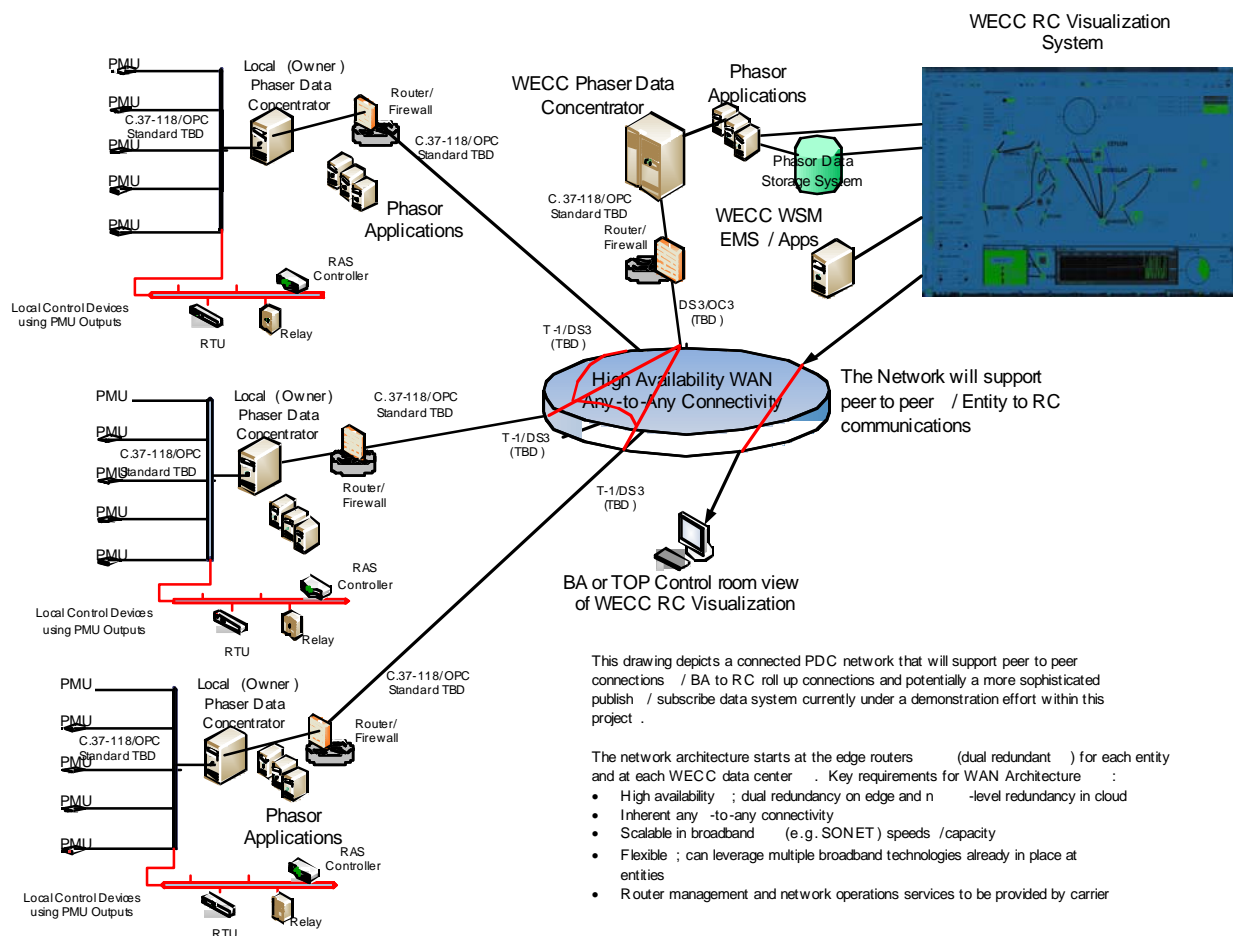 WECC RC Visualization
System
PMU
PMU
PMU
PMU
PMU
Local (Owner)
Phaser Data
Concentrator
C.37-118/OPC
Standard TBD
Router/
Firewall
C.37-118/OPC
Standard TBD
Phasor
Applications
RAS
Controller
Local Control Devices
using PMU Outputs
RTU
Relay
WECC Phaser Data
Concentrator
Phasor
Applications
Phasor Data
Storage System
C.37-118/OPC
Standard TBD
Router/
Firewall
WECC WSM
EMS / Apps
DS3/OC3
(TBD)
T-1/DS3
(TBD)
High Availability WAN
Any-to-Any Connectivity
The Network will support
peer to peer / Entity to RC
communications
PMU
PMU
PMU
PMU
PMU
Local (Owner)
Phaser Data
Concentrator
C.37-118/OPC
Standard TBD
C.37-118/OPC
Standard TBD
Router/
Firewall
T-1/DS3
(TBD)
T-1/DS3
(TBD)
RAS
Controller
Local Control Devices
using PMU Outputs
RTU
Relay
BA or TOP Control room view
of WECC RC Visualization
PMU
PMU
PMU
PMU
PMU
Local (Owner)
Phaser Data
Concentrator
C.37-118/OPC
Standard TBD
C.37-118/OPC
Standard TBD
Router/
Firewall
Phasor
Applications
RAS
Controller
Local Control Devices
using PMU Outputs
RTU
Relay
This drawing depicts a connected PDC network that will support peer to peer
connections / BA to RC roll up connections and potentially a more sophisticated
publish / subscribe data system currently under a demonstration effort within this
project.
The network architecture starts at the edge routers (dual redundant) for each entity
and at each WECC data center. Key requirements for WAN Architecture:
• High availability; dual redundancy on edge and n-level redundancy in cloud
• Inherent any-to-any connectivity
• Scalable in broadband (e.g. SONET) speeds/capacity
• Flexible; can leverage multiple broadband technologies already in place at
entities
• Router management and network operations services to be provided by carrier